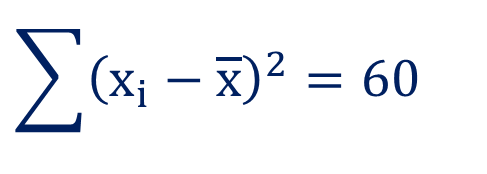 ∑(xᵢ − x̅)² = 60